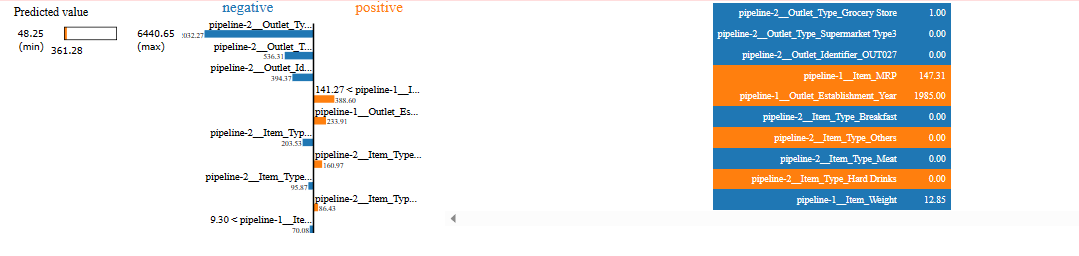 Predicted value
48.25
(min)
361.28
6440.65
(max)
negative
positive
pipeline-2__Outlet_Ty...
2032.27
pipeline-2__Outlet_T...
536.31
pipeline-2__Outlet_Id...
394.37
141.27 < pipeline-1__I...
388.60
pipeline-1__Outlet_Es...
233.91
pipeline-2__Item_Typ...
203.53
pipeline-2__Item_Type...
160.97
pipeline-2__Item_Type...
95.87
pipeline-2__Item_Typ...
86.43
9.30 < pipeline-1__Ite...
70.08
pipeline-2__Outlet_Type_Grocery Store 1.00
pipeline-2__Outlet_Type_Supermarket Type3 0.00
pipeline-2__Outlet_Identifier_OUT027 0.00
pipeline-1__Item_MRP 147.31
pipeline-1__Outlet_Establishment_Year 1985.00
pipeline-2__Item_Type_Breakfast 0.00
pipeline-2__Item_Type_Others 0.00
pipeline-2__Item_Type_Meat 0.00
pipeline-2__Item_Type_Hard Drinks 0.00
pipeline-1__Item_Weight 12.85